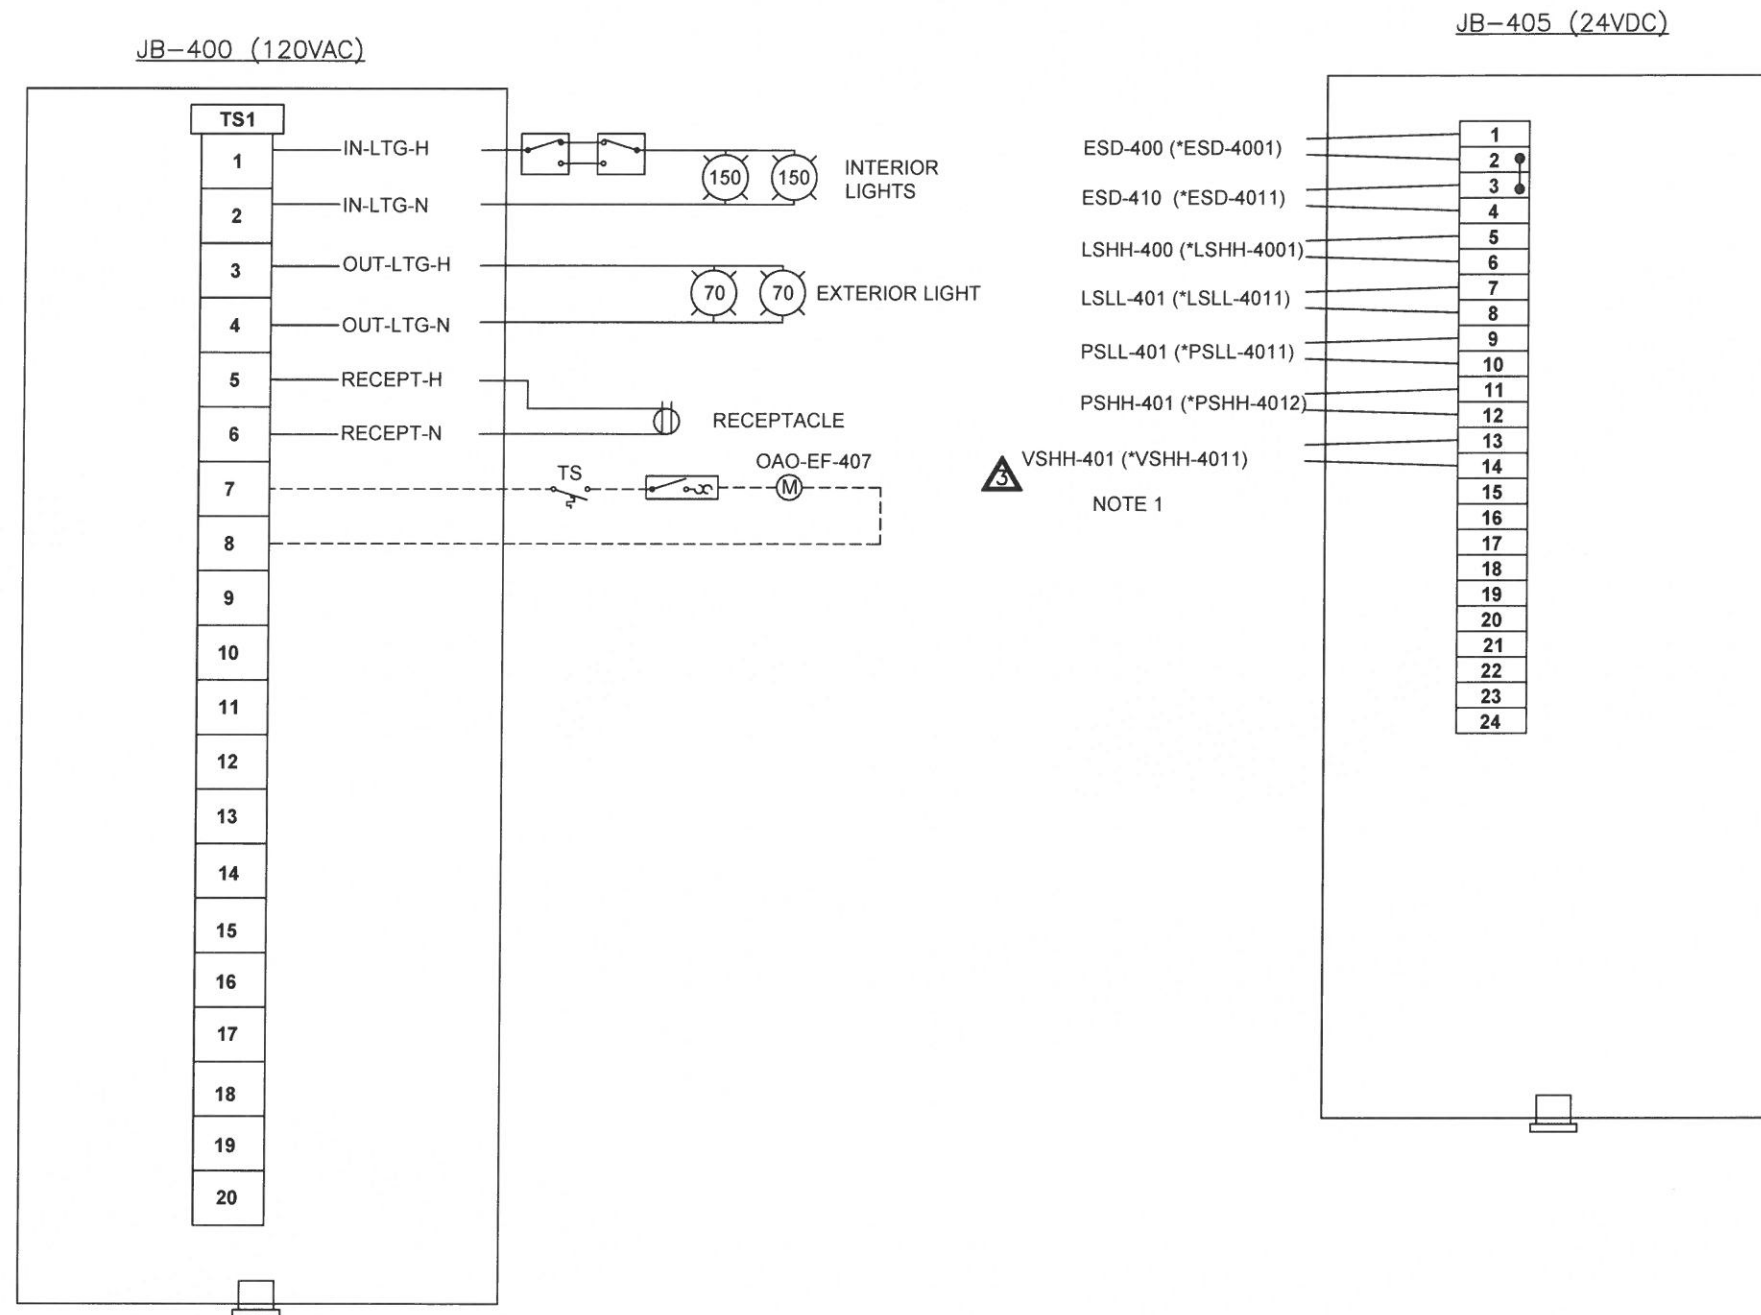 JB-400 (120VAC)
TS1
1
IN-LTG-H
2
IN-LTG-N
3
OUT-LTG-H
4
OUT-LTG-N
5
RECEPT-H
6
RECEPT-N
7
8
9
10
11
12
13
14
15
16
17
18
19
20
150
150
INTERIOR
LIGHTS
70
70
EXTERIOR LIGHT
RECEPTACLE
TS
OAO-EF-407
M
JB-405 (24VDC)
ESD-400 (*ESD-4001)
ESD-410 (*ESD-4011)
LSHH-400 (*LSHH-4001)
LSLL-401 (*LSLL-4011)
PSLL-401 (*PSLL-4011)
PSHH-401 (*PSHH-4012)
3
VSHH-401 (*VSHH-4011)
NOTE 1
1
2
3
4
5
6
7
8
9
10
11
12
13
14
15
16
17
18
19
20
21
22
23
24